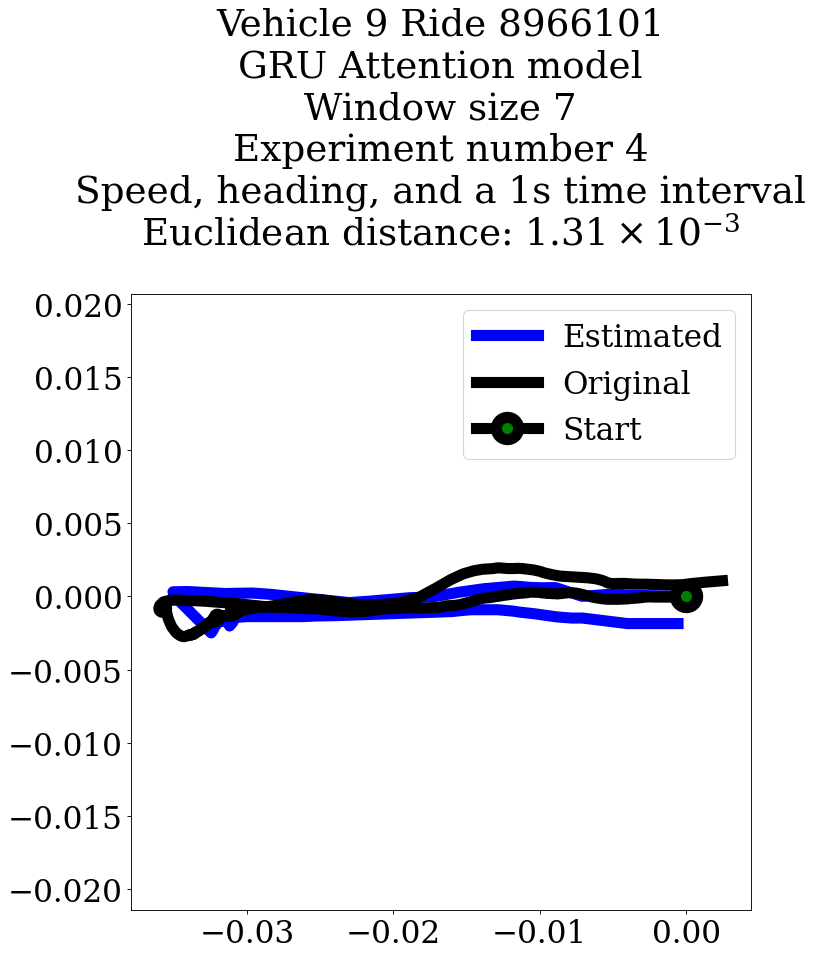 Vehicle 9 Ride 8966101
GRU Attention model
Window size 7
Experiment number 4
Speed, heading, and a 1s time interval
Euclidean distance: 1.31 × 10⁻³
Estimated
Original
Start
0.020
0.015
0.010
0.005
0.000
−0.005
−0.010
−0.015
−0.020
−0.03 −0.02 −0.01 0.00